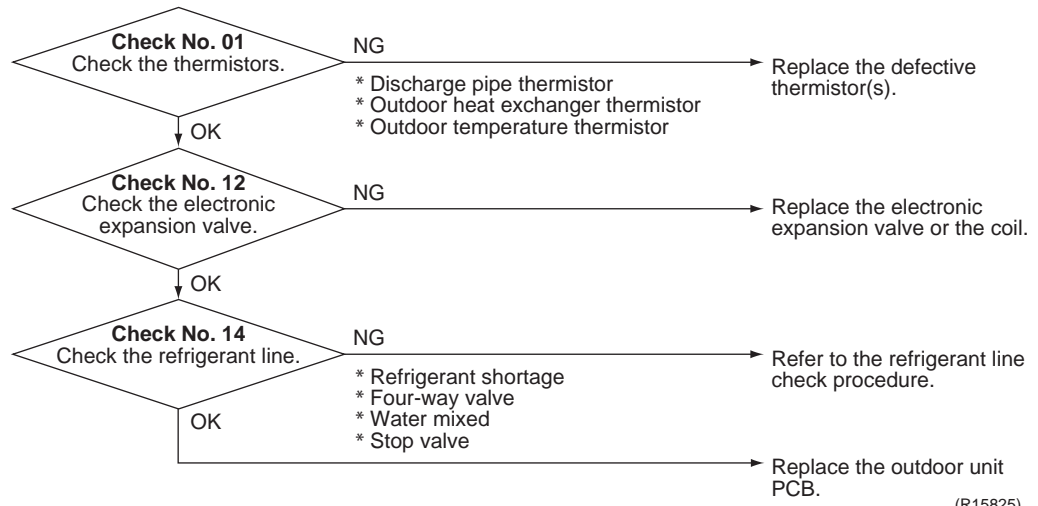 Check No. 01
Check the thermistors.
NG
* Discharge pipe thermistor
* Outdoor heat exchanger thermistor
* Outdoor temperature thermistor
Replace the defective
thermistor(s).
OK
Check No. 12
Check the electronic
expansion valve.
NG
Replace the electronic
expansion valve or the coil.
OK
Check No. 14
Check the refrigerant line.
NG
* Refrigerant shortage
* Four-way valve
* Water mixed
* Stop valve
Refer to the refrigerant line
check procedure.
OK
Replace the outdoor unit
PCB.
(R15825)